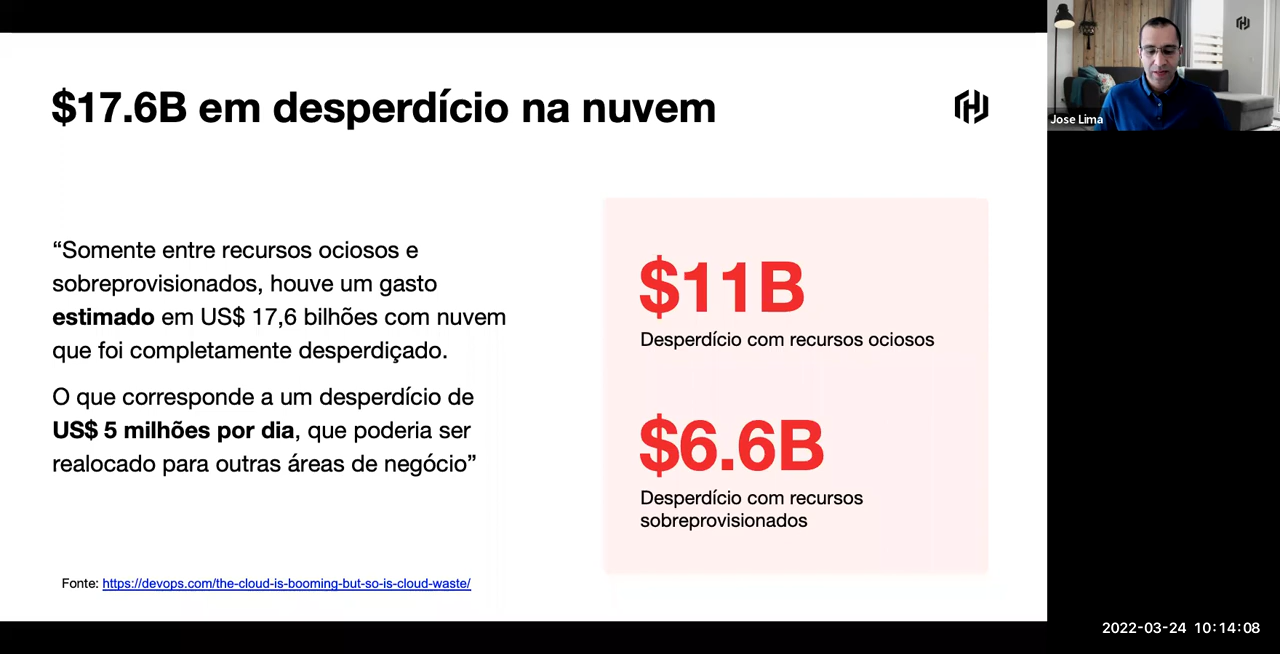 $17.6B em desperdício na nuvem
“Somente entre recursos ociosos e
sobreprovisionados, houve um gasto
estimado em US$ 17,6 bilhões com nuvem
que foi completamente desperdiçado.
O que corresponde a um desperdício de
US$ 5 milhões por dia, que poderia ser
realocado para outras áreas de negócio”
$11B
Desperdício com recursos ociosos
$6.6B
Desperdício com recursos
sobreprovisionados
Fonte: https://devops.com/the-cloud-is-booming-but-so-is-cloud-waste/
Jose Lima
2022-03-24 10:14:08